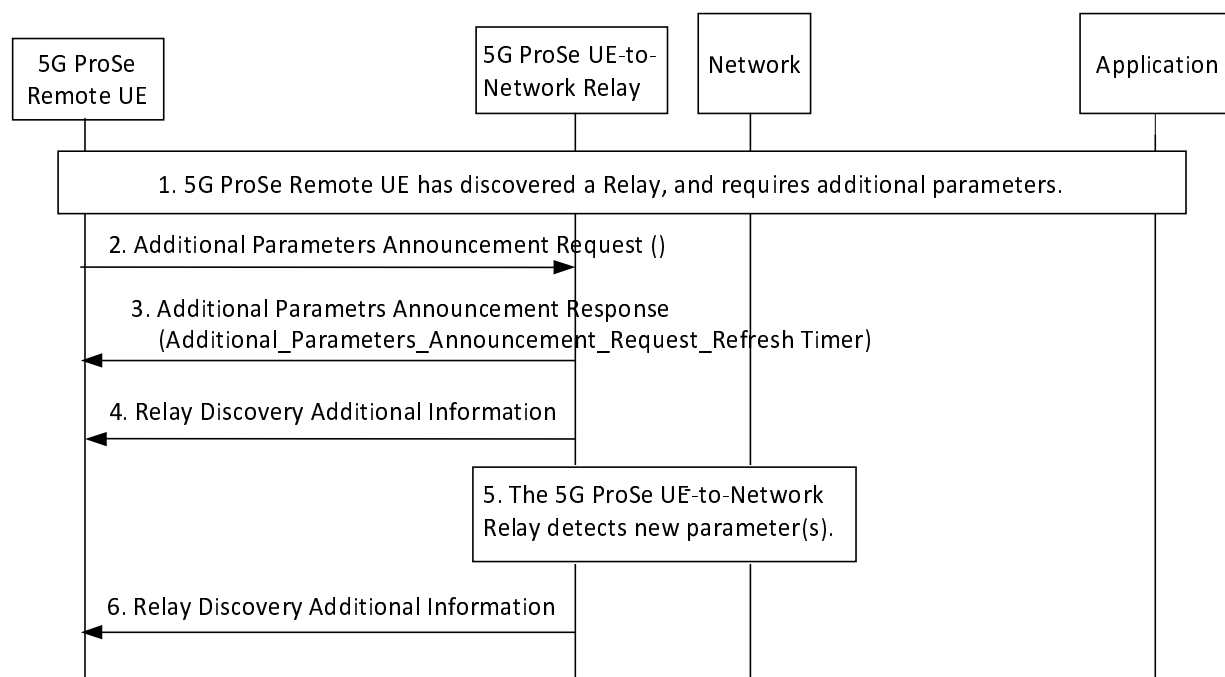 5G ProSe
Remote UE
5G ProSe UE-to-
Network Relay
Network
Application
1. 5G ProSe Remote UE has discovered a Relay, and requires additional parameters.
2. Additional Parameters Announcement Request ()
3. Additional Parametrs Announcement Response
(Additional_Parameters_Announcement_Request_Refresh Timer)
4. Relay Discovery Additional Information
5. The 5G ProSe UE-to-Network
Relay detects new parameter(s).
6. Relay Discovery Additional Information